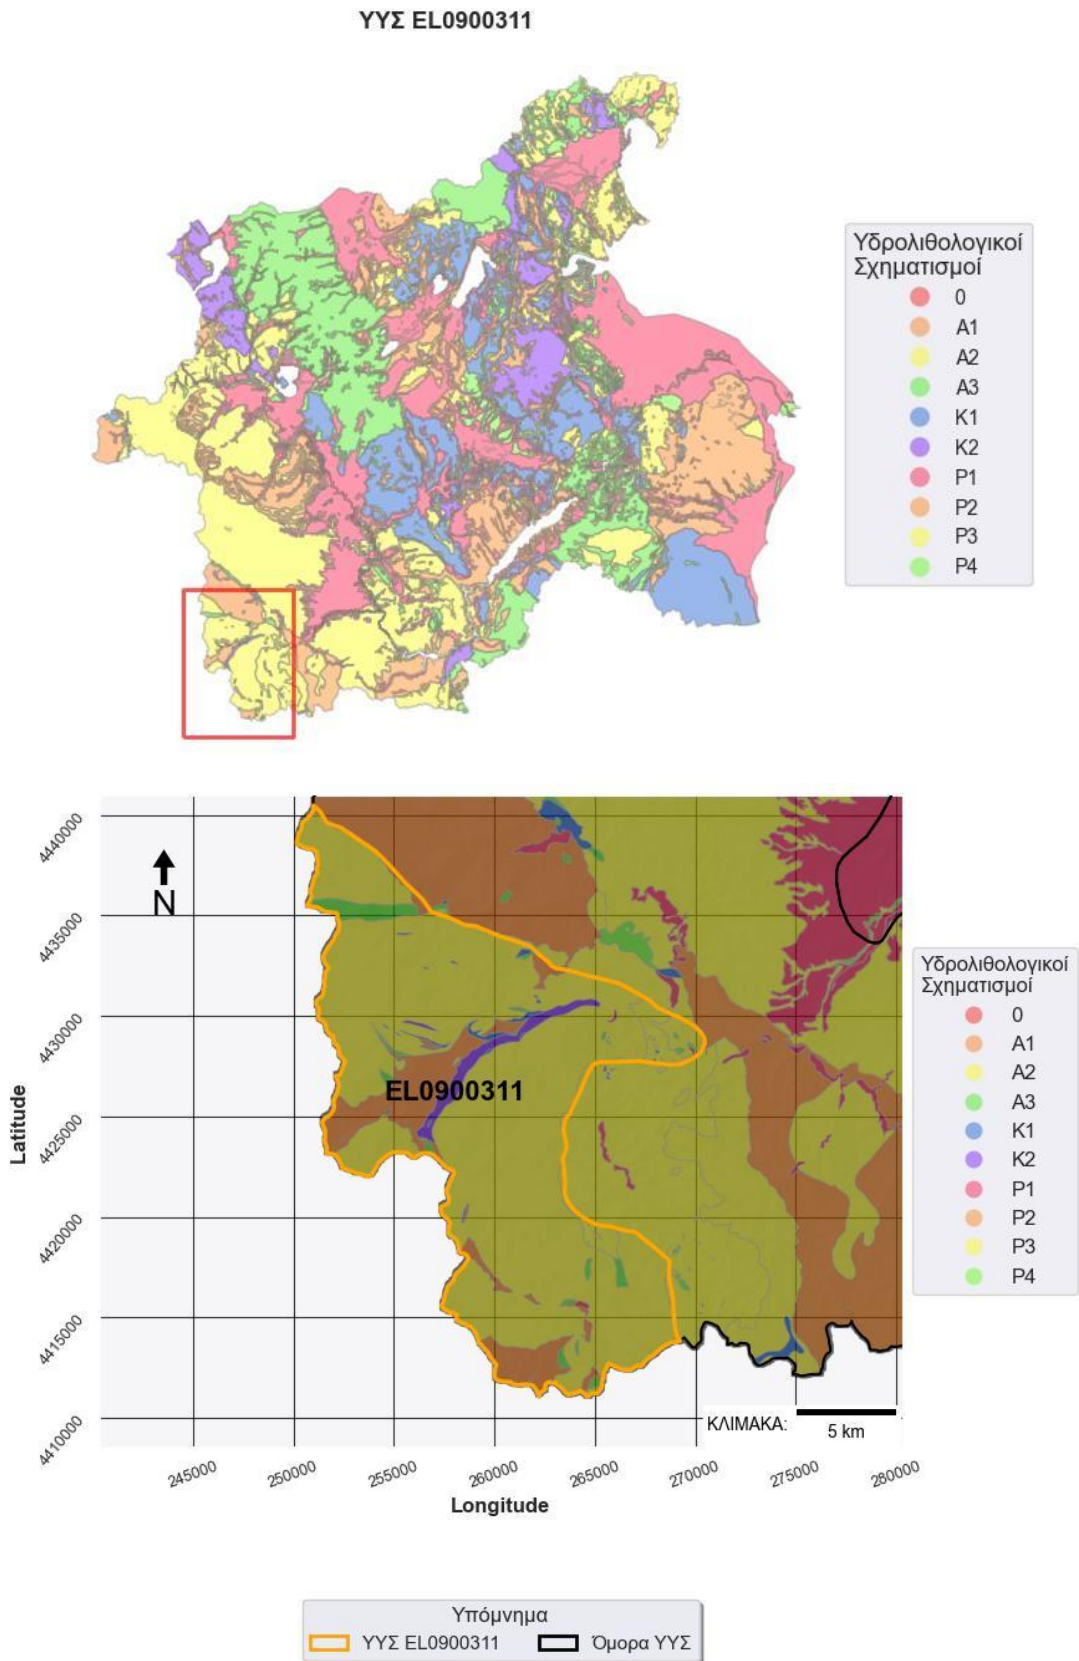 ΥΥΣ EL0900311
Υδρολιθολογικοί
Σχηματισμοί
0
A1
A2
A3
K1
K2
P1
P2
P3
P4
4440000
4435000
4430000
4425000
4420000
4415000
4410000
Latitude
N
EL0900311
ΚΛΙΜΑΚΑ:
5 km
245000
250000
255000
260000
265000
270000
275000
280000
Longitude
Υδρολιθολογικοί
Σχηματισμοί
0
A1
A2
A3
K1
K2
P1
P2
P3
P4
Υπόμνημα
ΥΥΣ EL0900311
Όμορα ΥΥΣ